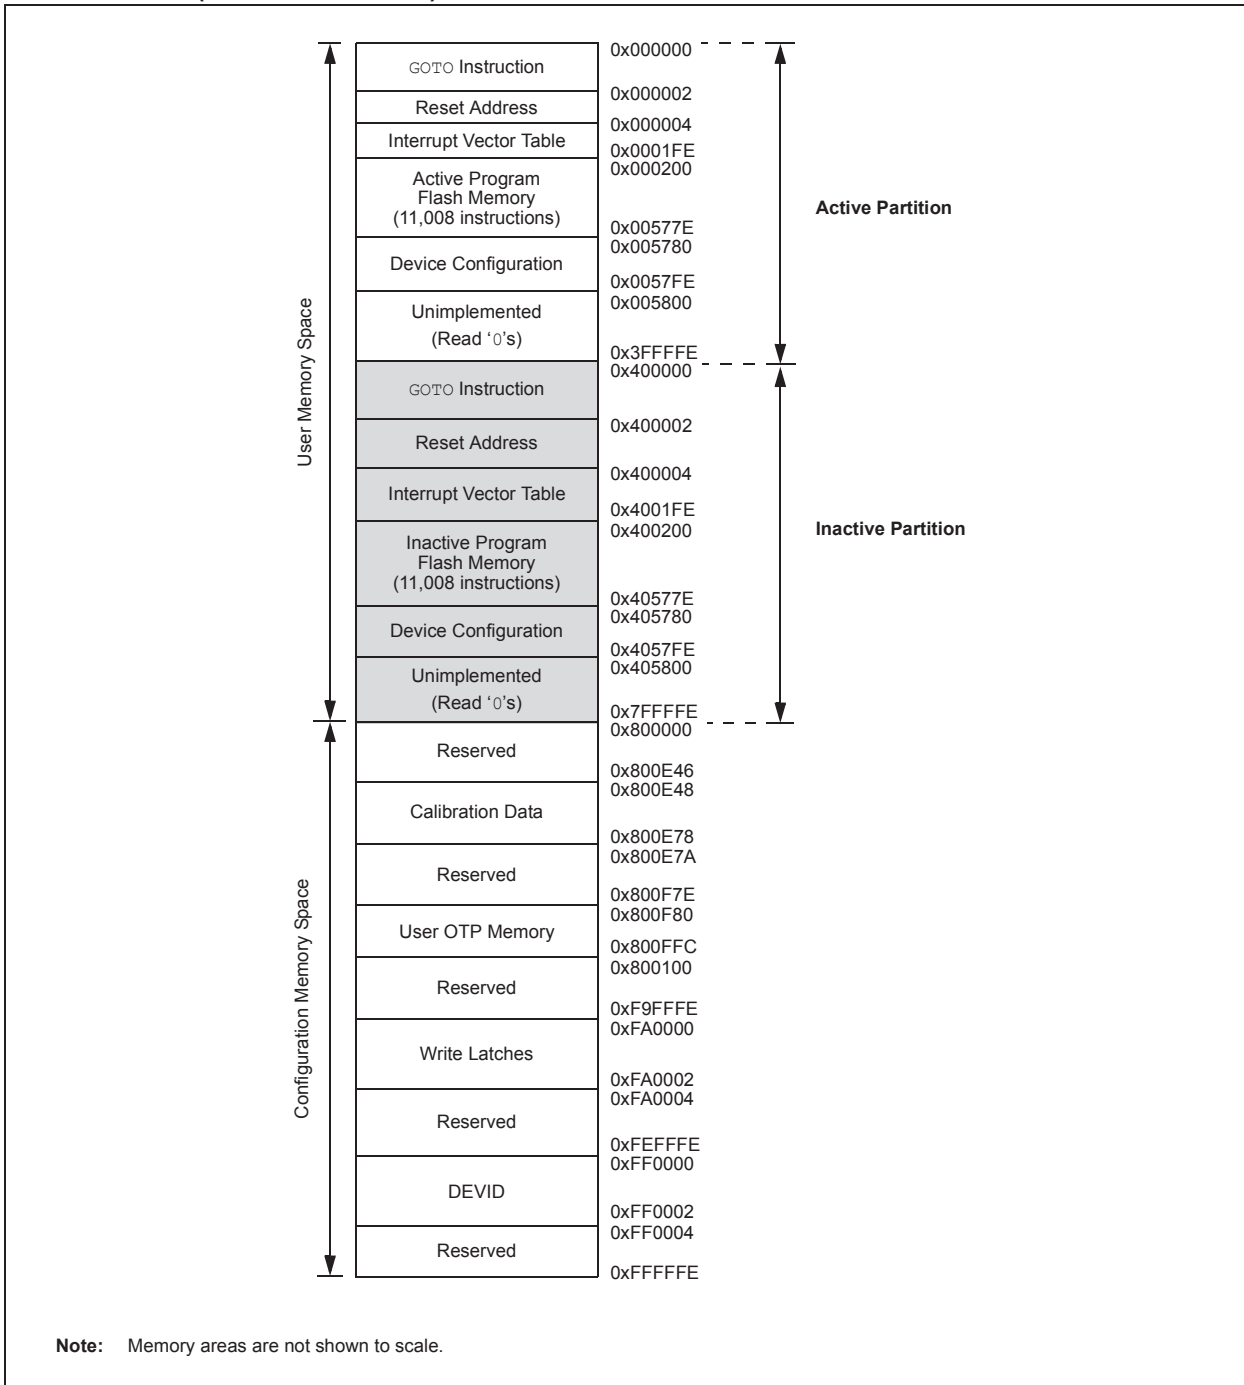 GOTO Instruction
0x000000
0x000002
Reset Address
0x000004
Interrupt Vector Table
0x0001FE
0x000200
Active Program
Flash Memory
(11,008 instructions)
0x00577E
0x005780
Device Configuration
0x0057FE
0x005800
Unimplemented
(Read ‘0’s)
0x3FFFFE
0x400000
Active Partition
GOTO Instruction
0x400002
Reset Address
0x400004
Interrupt Vector Table
0x4001FE
0x400200
Inactive Program
Flash Memory
(11,008 instructions)
0x40577E
0x405780
Device Configuration
0x4057FE
0x405800
Unimplemented
(Read ‘0’s)
0x7FFFFE
0x800000
Inactive Partition
User Memory Space
Reserved
0x800E46
0x800E48
Calibration Data
0x800E78
0x800E7A
Reserved
0x800F7E
0x800F80
User OTP Memory
0x800FFC
0x800100
Reserved
0xF9FFFE
0xFA0000
Write Latches
0xFA0002
0xFA0004
Reserved
0xFEFFFE
0xFF0000
DEVID
0xFF0002
0xFF0004
Reserved
0xFFFFFE
Configuration Memory Space
Note: Memory areas are not shown to scale.